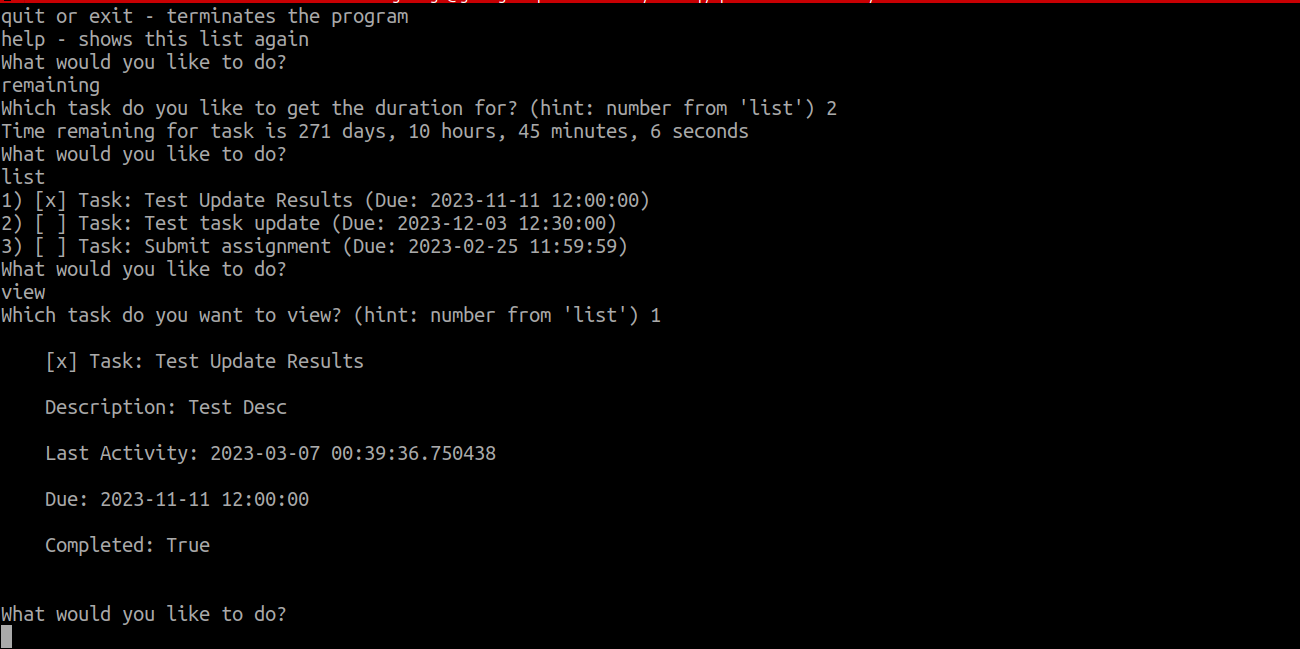 quit or exit - terminates the program
help - shows this list again
What would you like to do?
remaining
Which task do you like to get the duration for? (hint: number from 'list') 2
Time remaining for task is 271 days, 10 hours, 45 minutes, 6 seconds
What would you like to do?
list
1) [x] Task: Test Update Results (Due: 2023-11-11 12:00:00)
2) [ ] Task: Test task update (Due: 2023-12-03 12:30:00)
3) [ ] Task: Submit assignment (Due: 2023-02-25 11:59:59)
What would you like to do?
view
Which task do you want to view? (hint: number from 'list') 1
[x] Task: Test Update Results
Description: Test Desc
Last Activity: 2023-03-07 00:39:36.750438
Due: 2023-11-11 12:00:00
Completed: True
What would you like to do?